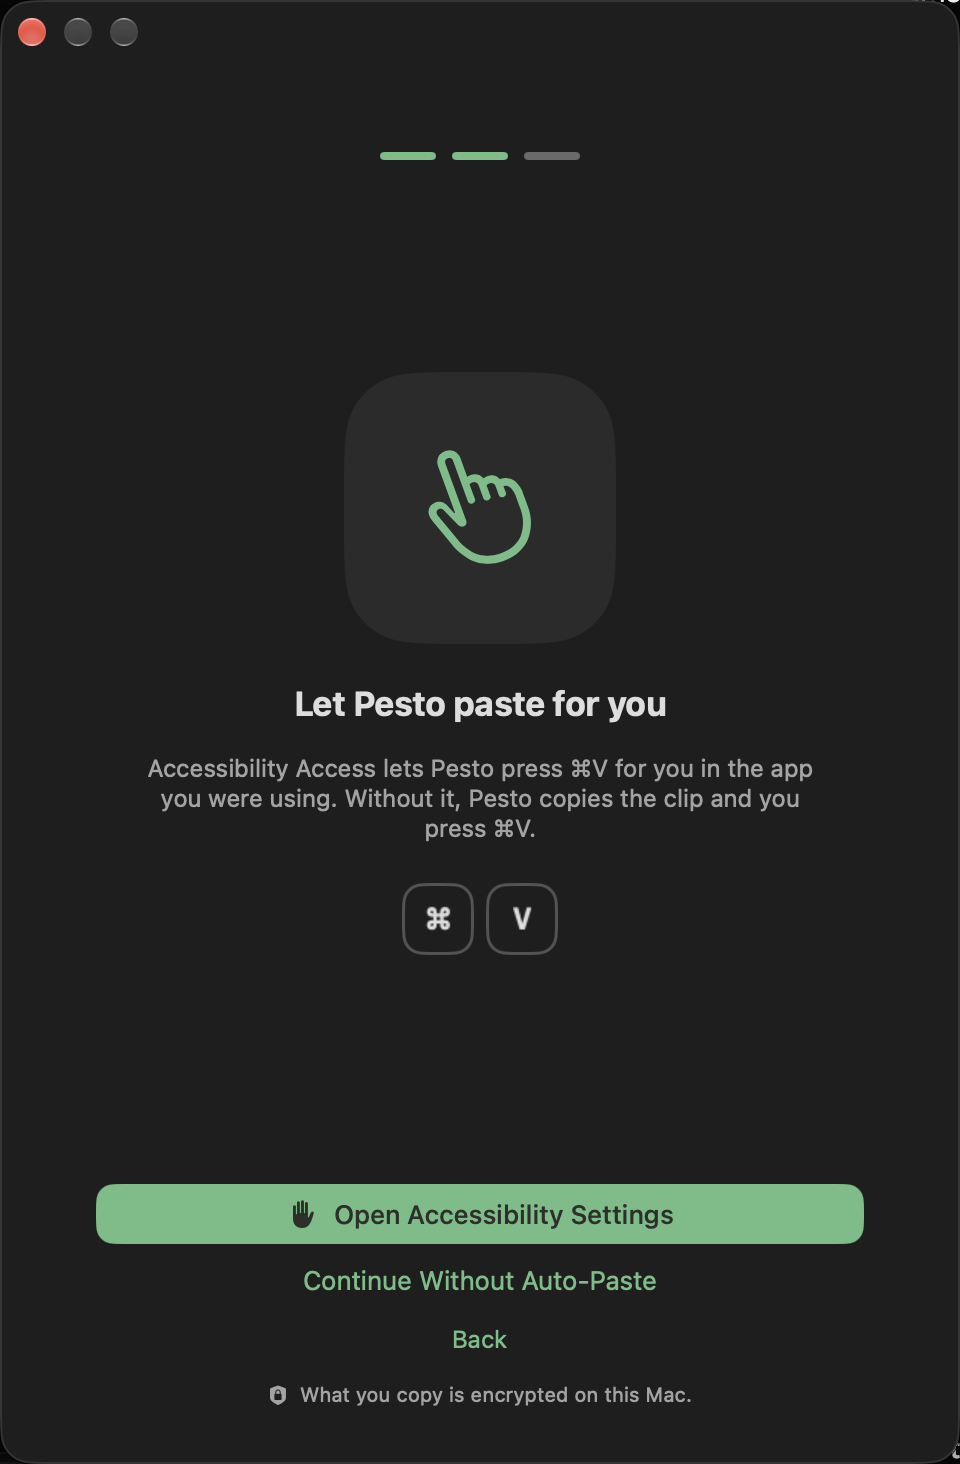 Let Pesto paste for you
Accessibility Access lets Pesto press ⌘V for you in the app
you were using. Without it, Pesto copies the clip and you
press ⌘V.
⌘ V
Open Accessibility Settings
Continue Without Auto-Paste
Back
What you copy is encrypted on this Mac.